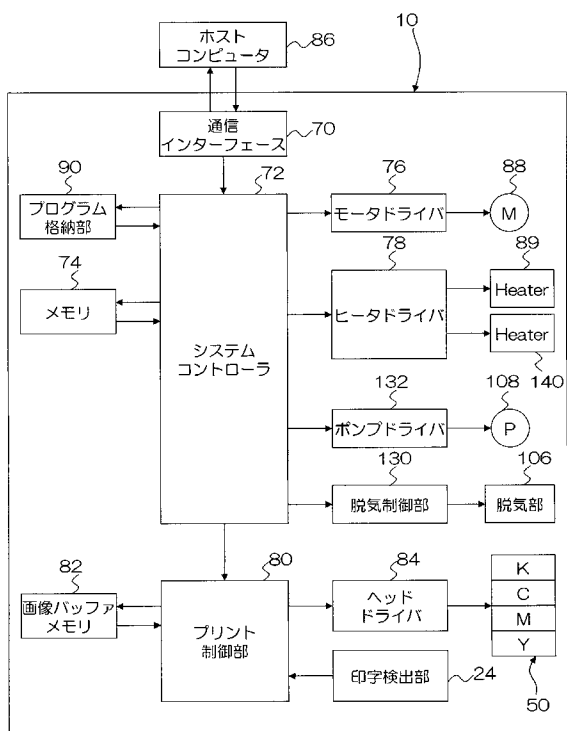 ホスト
コンピュータ
86
10
通信
インターフェース
70
90
72
76
88
プログラム
格納部
モータドライバ
M
74
78
89
メモリ
ヒータドライバ
Heater
Heater
システム
コントローラ
140
132
108
ポンプドライバ
P
130
106
脱気制御部
脱気部
82
80
84
画像バッファ
メモリ
プリント
制御部
ヘッド
ドライバ
K
C
M
Y
印字検出部
24
50